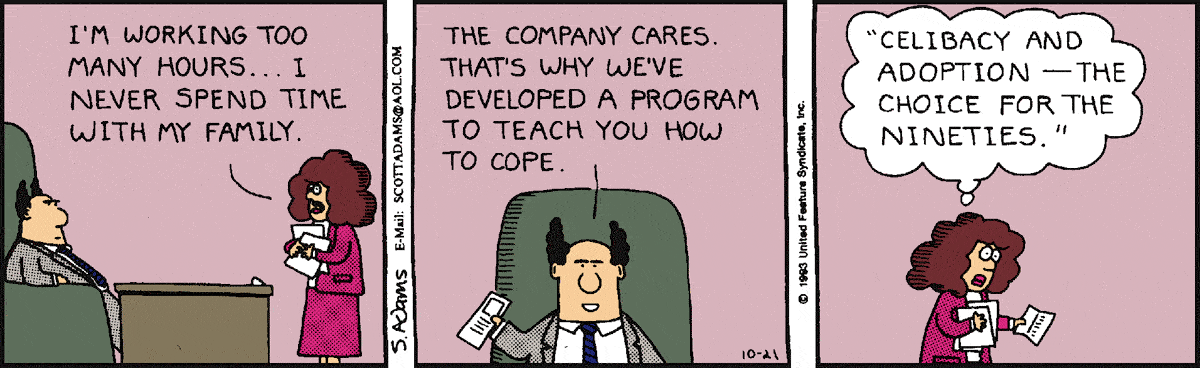 I'M WORKING TOO
MANY HOURS... I
NEVER SPEND TIME
WITH MY FAMILY.
S. Adams E-Mail: SCOTTADAMS@AOL.COM
THE COMPANY CARES.
THAT'S WHY WE'VE
DEVELOPED A PROGRAM
TO TEACH YOU HOW
TO COPE.
10-21
© 1993 United Feature Syndicate, Inc.
"CELIBACY AND
ADOPTION — THE
CHOICE FOR THE
NINETIES."